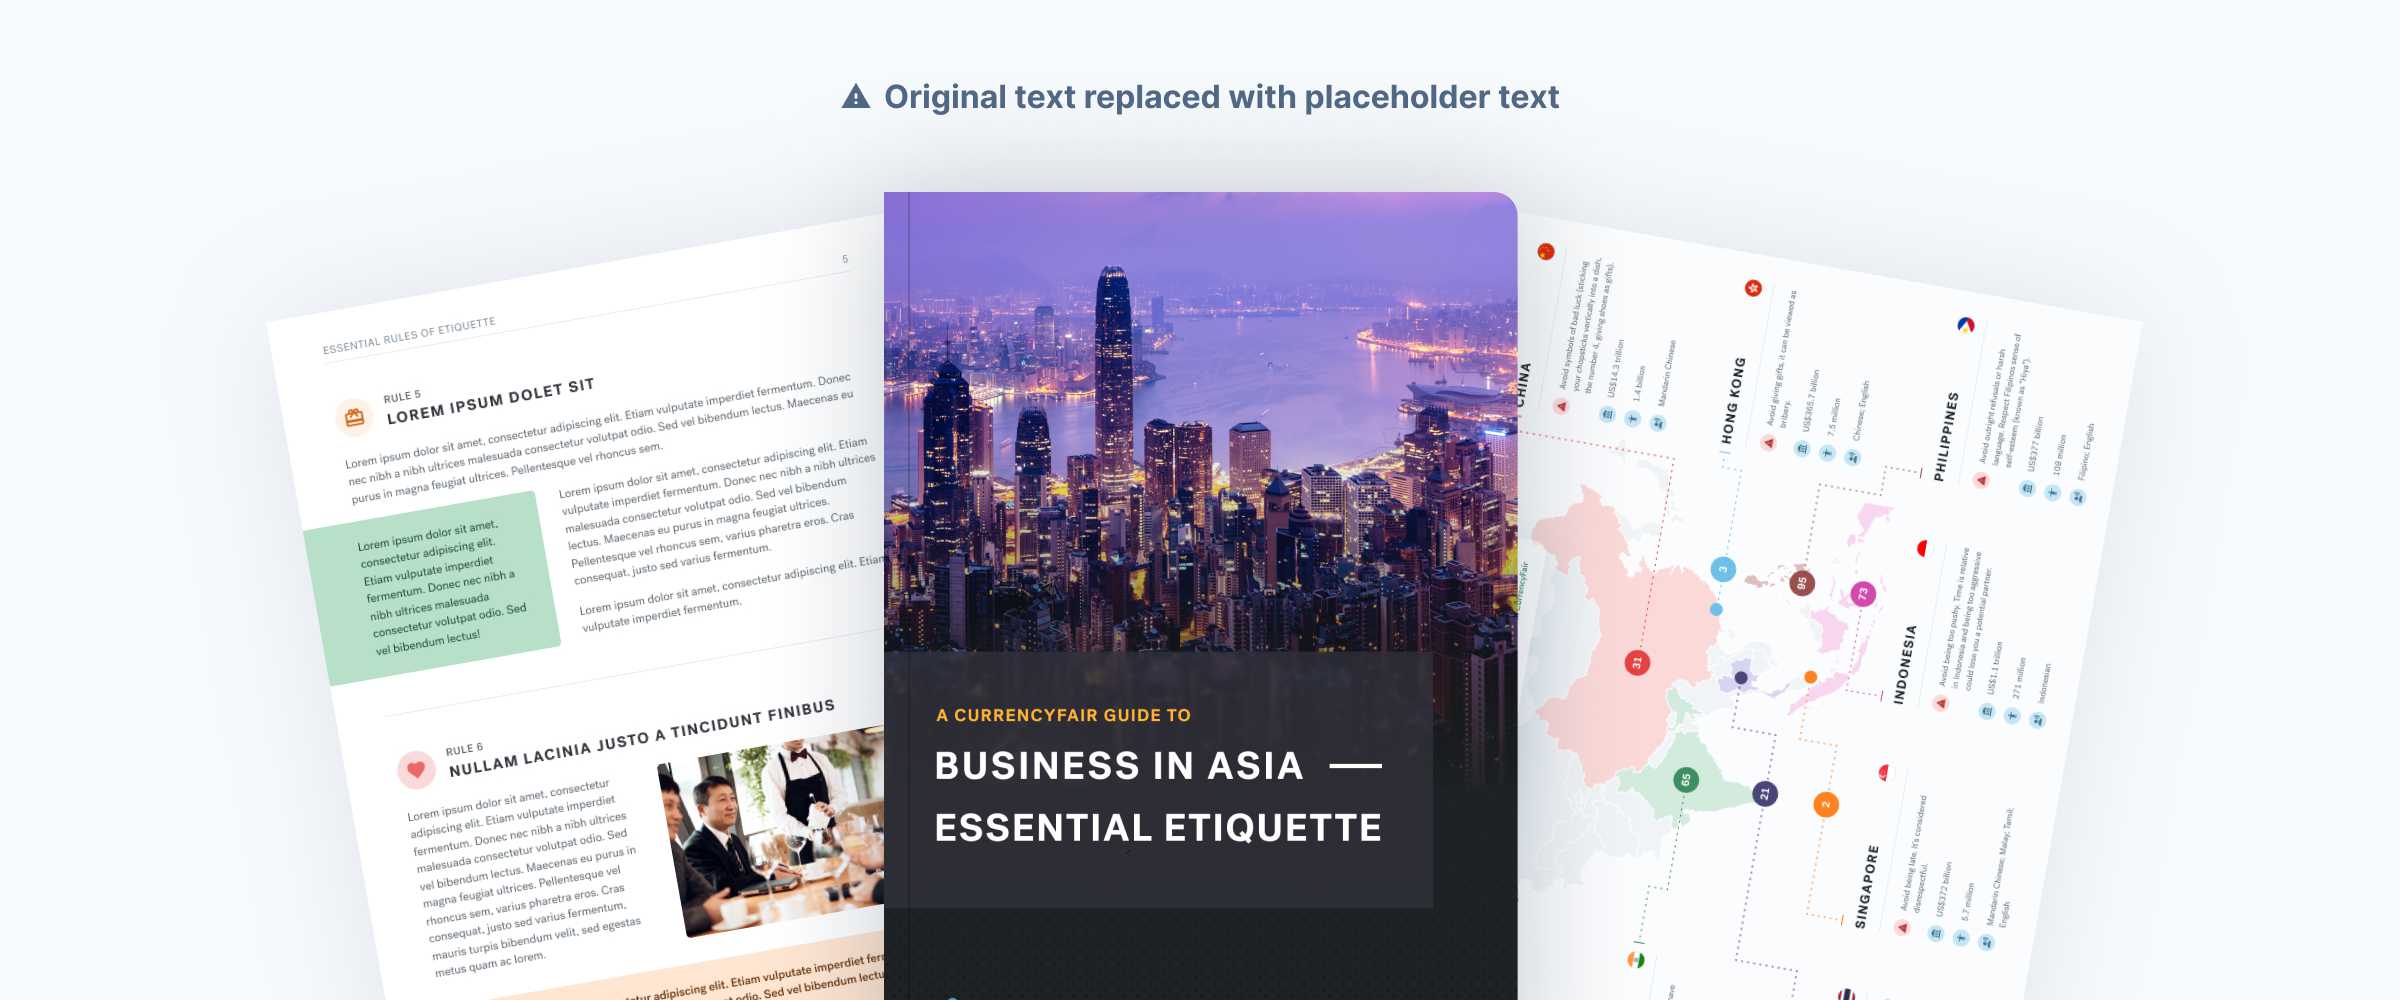 Original text replaced with placeholder text
5
ESSENTIAL RULES OF ETIQUETTE
RULE 5
LOREM IPSUM DOLET SIT
Lorem ipsum dolor sit amet, consectetur adipiscing elit. Etiam vulputate imperdiet fermentum. Donec
nec nibh a nibh ultrices malesuada consectetur volutpat odio. Sed vel bibendum lectus. Maecenas eu
purus in magna feugiat ultrices. Pellentesque vel rhoncus sem.
Lorem ipsum dolor sit amet,
consectetur adipiscing elit.
Etiam vulputate imperdiet
fermentum. Donec nec nibh a
nibh ultrices malesuada
consectetur volutpat odio. Sed
vel bibendum lectus!
Lorem ipsum dolor sit amet, consectetur adipiscing elit. Etiam
vulputate imperdiet fermentum. Donec nec nibh a nibh ultrices
malesuada consectetur volutpat odio. Sed vel bibendum
lectus. Maecenas eu purus in magna feugiat ultrices.
Pellentesque vel rhoncus sem, varius pharetra eros. Cras
consequat, justo sed varius fermentum.
Lorem ipsum dolor sit amet, consectetur adipiscing elit. Etiam
vulputate imperdiet fermentum.
RULE 6
NULLAM LACINIA JUSTO A TINCIDUNT FINIBUS
Lorem ipsum dolor sit amet, consectetur
adipiscing elit. Etiam vulputate imperdiet
fermentum. Donec nec nibh a nibh ultrices
malesuada consectetur volutpat odio. Sed
vel bibendum lectus. Maecenas eu purus in
magna feugiat ultrices. Pellentesque vel
rhoncus sem, varius pharetra eros. Cras
consequat, justo sed varius fermentum,
mauris turpis bibendum velit, sed egestas
metus quam ac lorem.
adipiscing elit. Etiam vulputate imperdiet
odio. Sed vel bibendum
A CURRENCYFAIR GUIDE TO
BUSINESS IN ASIA
ESSENTIAL ETIQUETTE
CurrencyFair
CHINA
Avoid symbols of bad luck (sticking
your chopsticks vertically into a dish,
the number 4, giving shoes as gifts).
US$14.3 trillion
1.4 billion
Mandarin Chinese
HONG KONG
Avoid giving gifts, it can be viewed as
bribery.
US$365.7 billion
7.5 million
Chinese; English
PHILIPPINES
Avoid outright refusals or harsh
language. Respect Filipinos sense of
self-esteem (known as "Hiya").
US$377 billion
109 million
Filipino; English
INDONESIA
Avoid being too pushy. Time is relative
in Indonesia and being too aggressive
could lose you a potential partner.
US$1.1 trillion
271 million
Indonesian
SINGAPORE
Avoid being late. It's considered
disrespectful.
US$372 billion
5.7 million
Mandarin Chinese; Malay; Tamil;
English
31
3
95
73
65
21
2